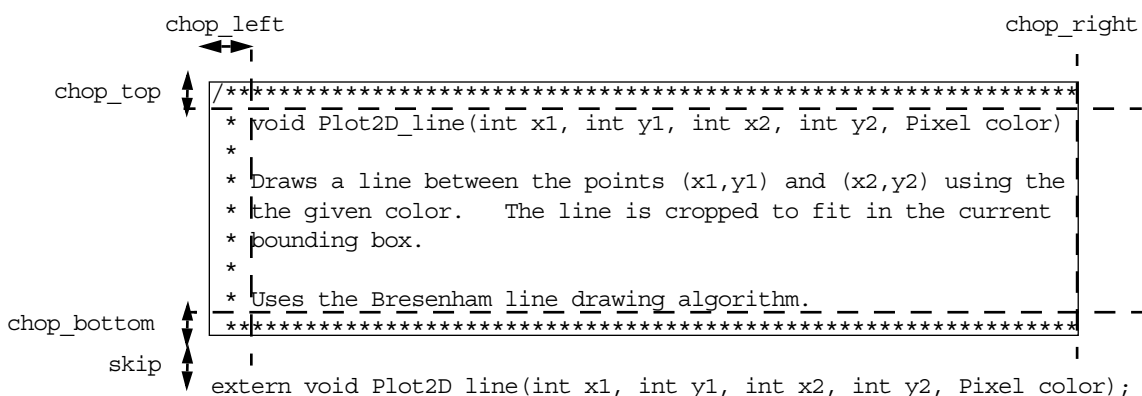 chop_left chop_right
chop_top /****************************************************************
* void Plot2D_line(int x1, int y1, int x2, int y2, Pixel color)
*
* Draws a line between the points (x1,y1) and (x2,y2) using the
* the given color.   The line is cropped to fit in the current
* bounding box.
*
* Uses the Bresenham line drawing algorithm.
chop_bottom ****************************************************************
skip
extern void Plot2D_line(int x1, int y1, int x2, int y2, Pixel color);